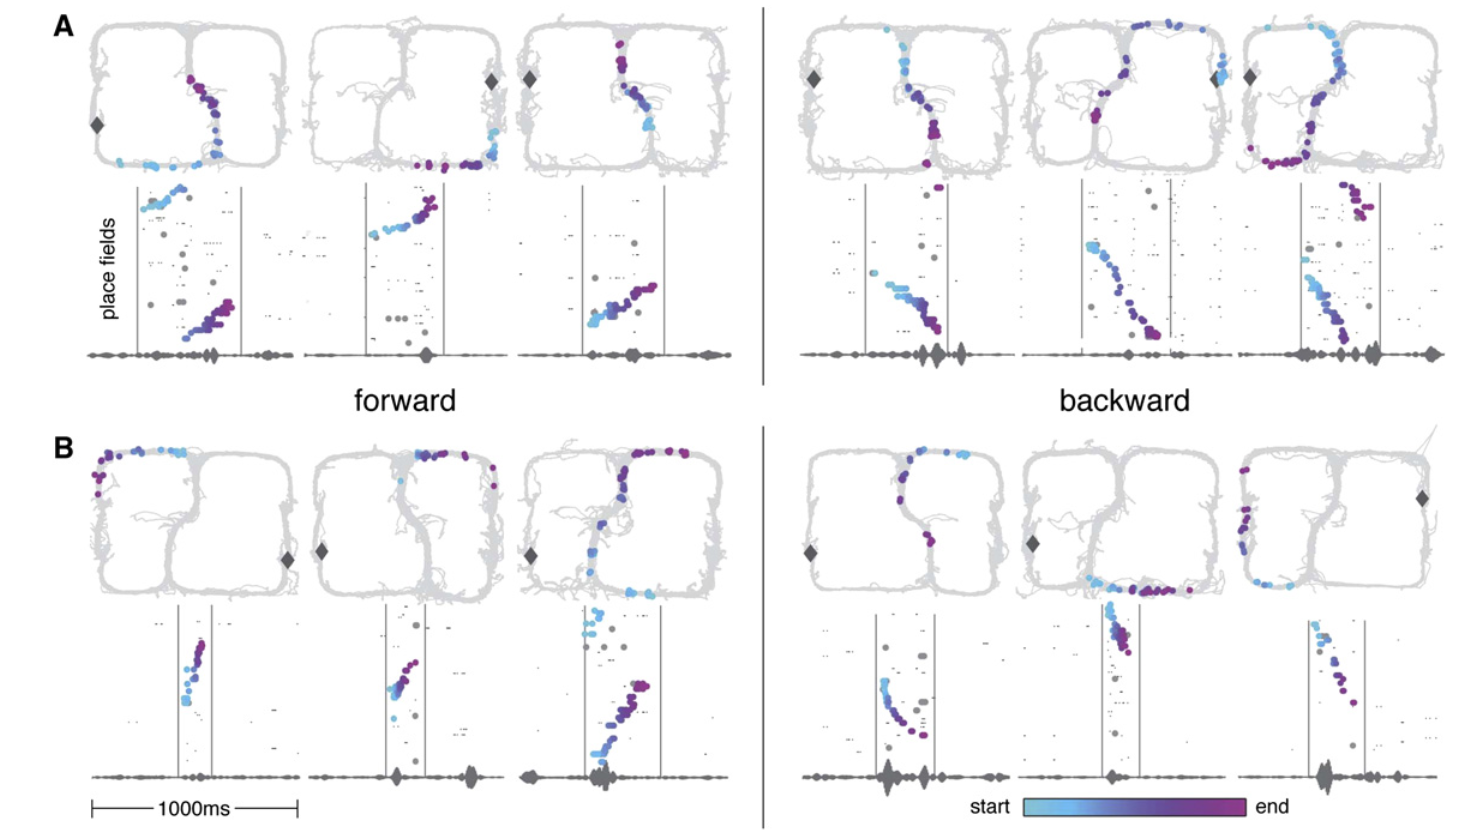 A
place fields
forward
backward
B
1000ms
start
end